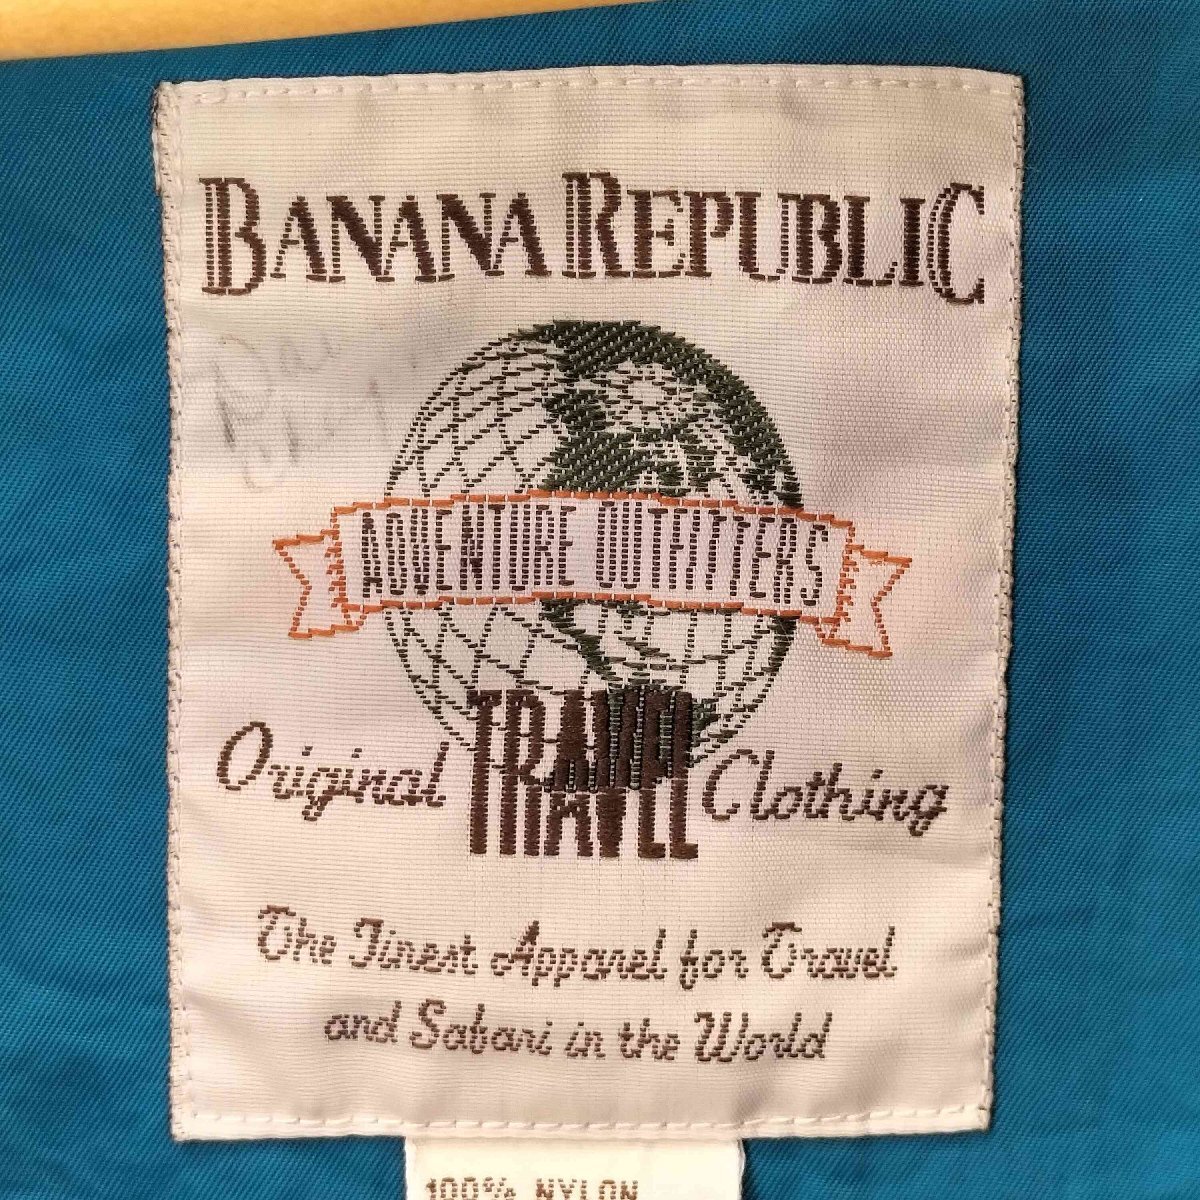 BANANA REPUBLIC
ADVENTURE OUTFITTERS
Original TRAVEL Clothing
The Finest Apparel for Travel
and Safari in the World
100% NYLON